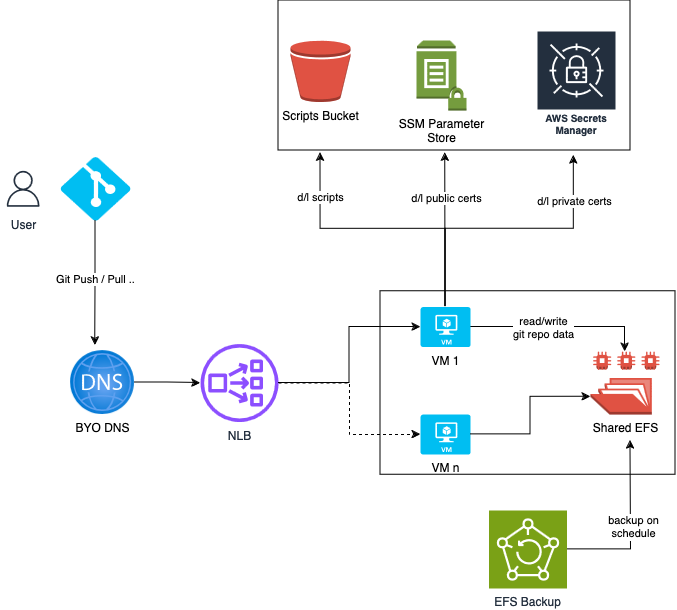 Scripts Bucket
SSM Parameter
Store
AWS Secrets
Manager
d/l scripts
d/l public certs
d/l private certs
User
Git Push / Pull ..
DNS
BYO DNS
NLB
VM
VM 1
read/write
git repo data
VM
VM n
Shared EFS
backup on
schedule
EFS Backup